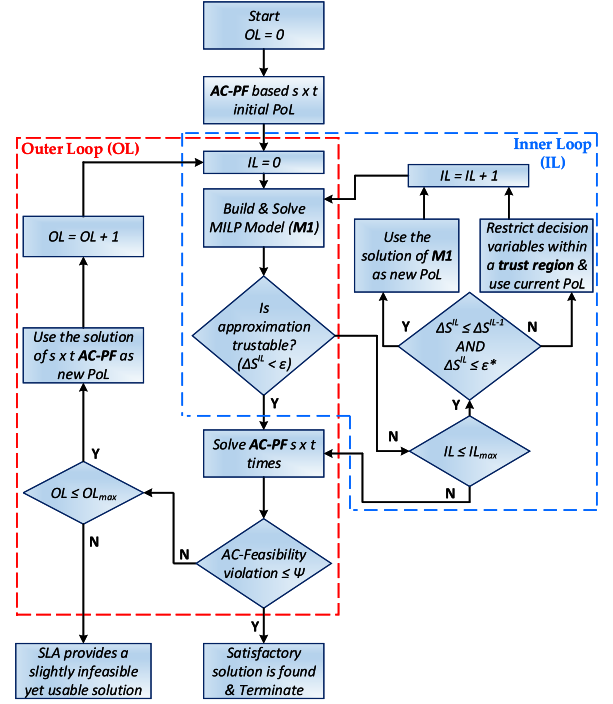 Start
OL = 0
AC-PF based s x t
initial PoL
Outer Loop (OL)
Inner Loop
(IL)
IL = 0
IL = IL + 1
Build & Solve
MILP Model (M1)
OL = OL + 1
Use the
solution of M1
as new PoL
Restrict decision
variables within
a trust region &
use current PoL
Is
approximation
trustable?
(ΔS^IL < ε)
Y
N
ΔS^IL ≤ ΔS^IL-1
AND
ΔS^IL ≤ ε*
Use the solution
of s x t AC-PF as
new PoL
Y
N
Y
IL ≤ ILmax
N
Solve AC-PF s x t
times
Y
OL ≤ OLmax
N
N
AC-Feasibility
violation ≤ Ψ
Y
SLA provides a
slightly infeasible
yet usable solution
Satisfactory
solution is found
& Terminate